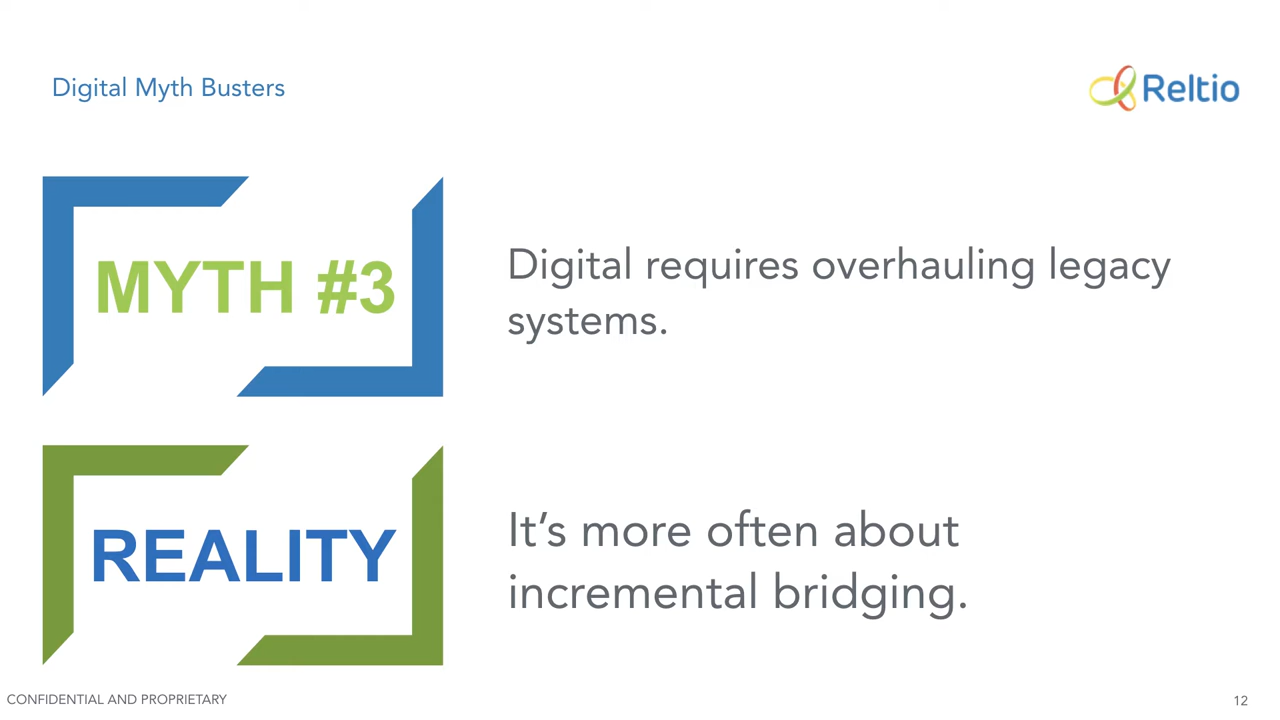 Digital Myth Busters
Reltio
MYTH #3
Digital requires overhauling legacy
systems.
REALITY
It’s more often about
incremental bridging.
CONFIDENTIAL AND PROPRIETARY
12